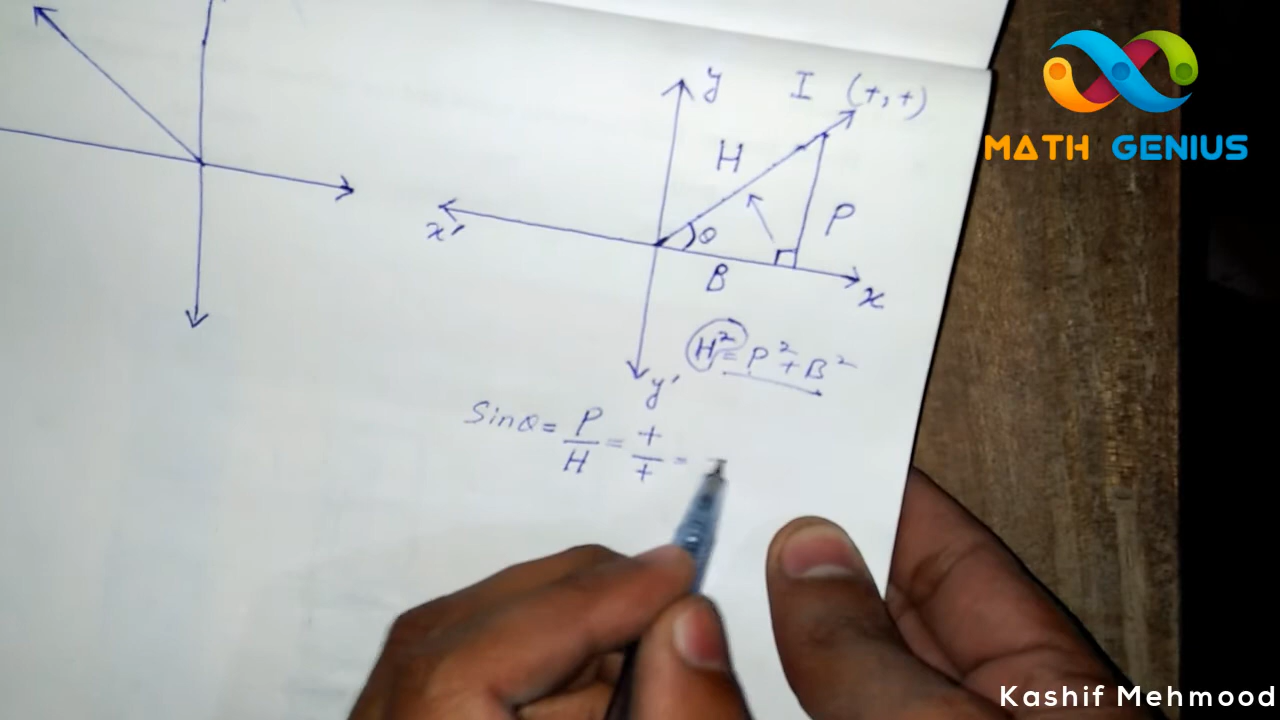 y I (+,+)
MATH GENIUS
H
P
x' θ
B
x
H² = P² + B²
y'
Sinθ = P/H = +/+ =
Kashif Mehmood